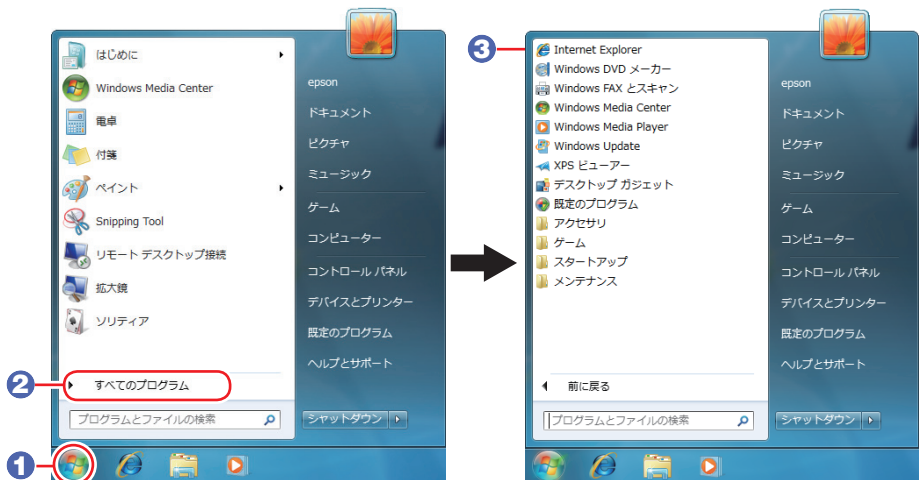 はじめに
Windows Media Center
電卓
付箋
ペイント
Snipping Tool
リモート デスクトップ接続
拡大鏡
ソリティア
2
すべてのプログラム
プログラムとファイルの検索
1
epson
ドキュメント
ピクチャ
ミュージック
ゲーム
コンピューター
コントロール パネル
デバイスとプリンター
既定のプログラム
ヘルプとサポート
シャットダウン
3
Internet Explorer
Windows DVD メーカー
Windows FAX とスキャン
Windows Media Center
Windows Media Player
Windows Update
XPS ビューアー
デスクトップ ガジェット
既定のプログラム
アクセサリ
ゲーム
スタートアップ
メンテナンス
前に戻る
プログラムとファイルの検索
epson
ドキュメント
ピクチャ
ミュージック
ゲーム
コンピューター
コントロール パネル
デバイスとプリンター
既定のプログラム
ヘルプとサポート
シャットダウン